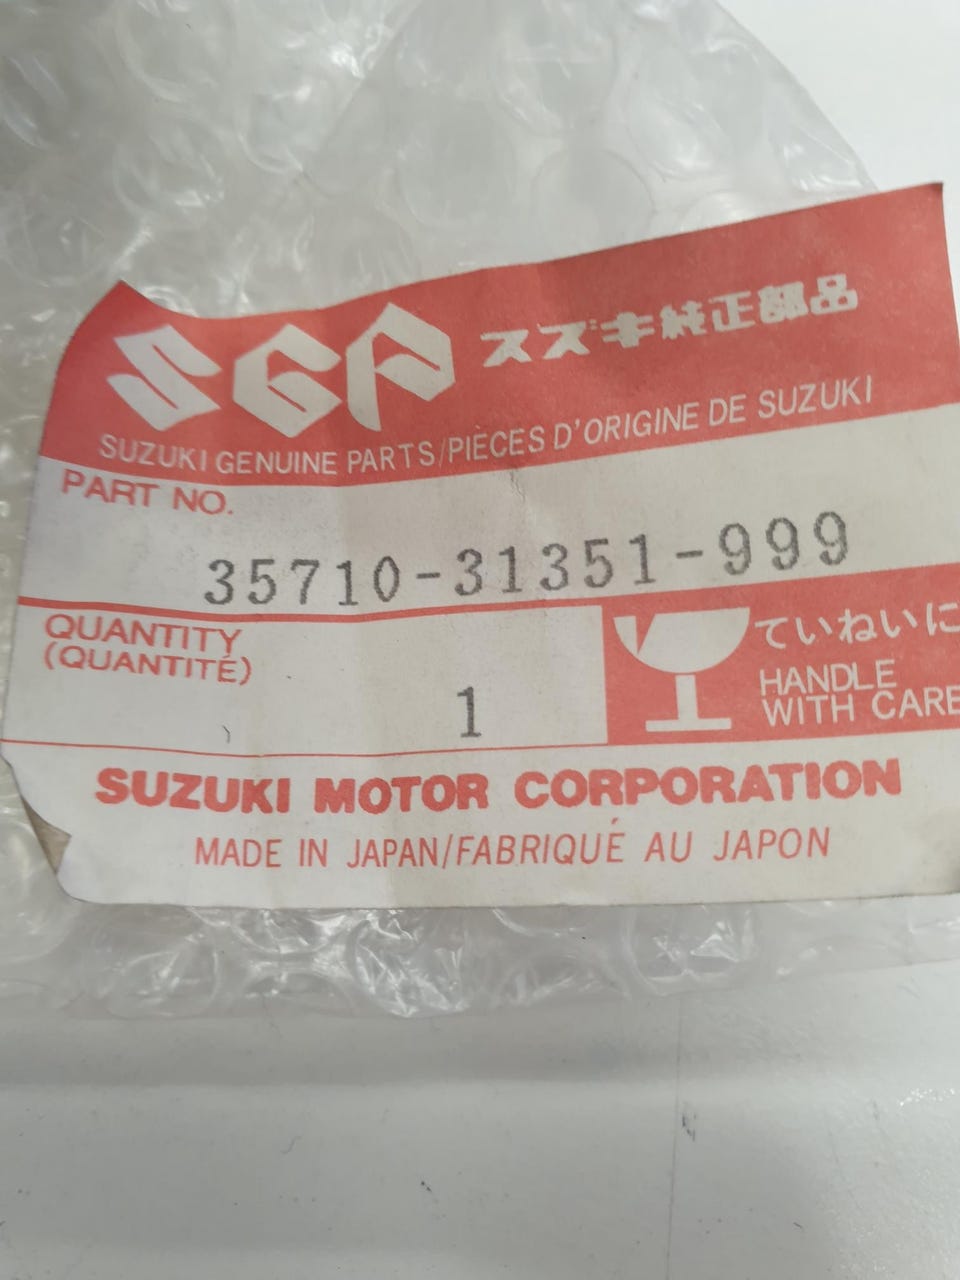 SGP スズキ純正部品
SUZUKI GENUINE PARTS/PIÈCES D'ORIGINE DE SUZUKI
PART NO.
35710-31351-999
QUANTITY
(QUANTITÉ)
1
ていねいに
HANDLE
WITH CARE
SUZUKI MOTOR CORPORATION
MADE IN JAPAN/FABRIQUÉ AU JAPON